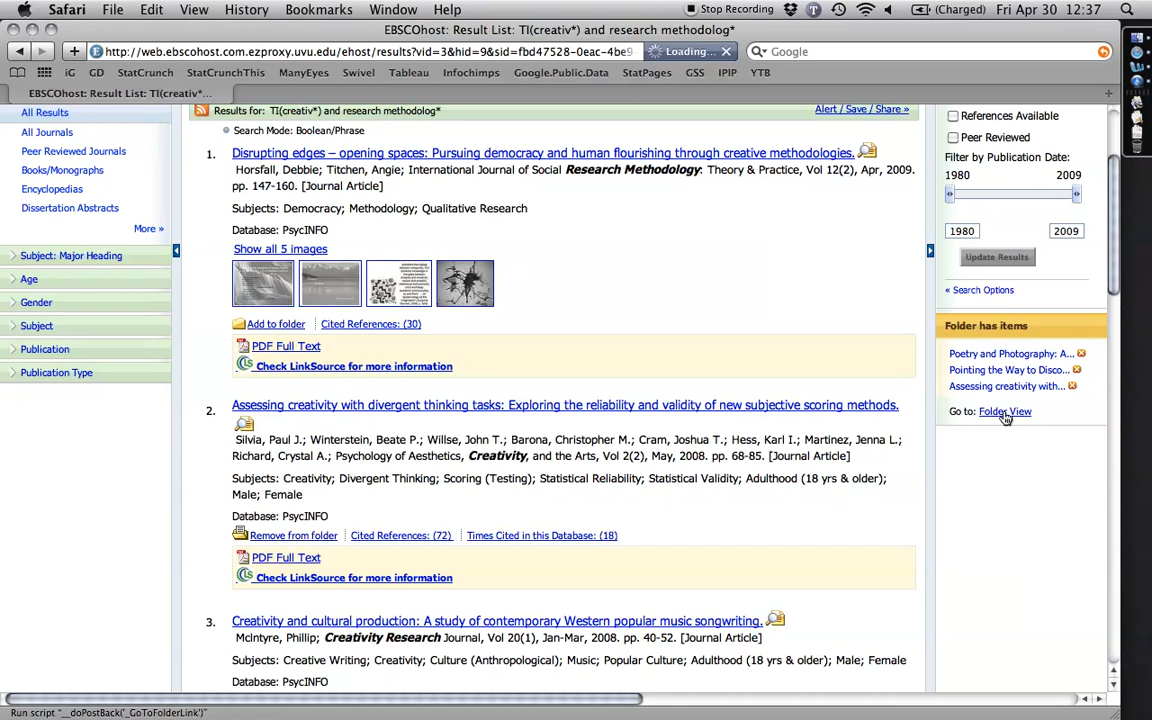 Safari File Edit View History Bookmarks Window Help Stop Recording (Charged) Fri Apr 30 12:37
EBSCOhost: Result List: TI(creativ*) and research methodolog*
http://web.ebscohost.com.ezproxy.uvu.edu/ehost/results?vid=3&hid=9&sid=fbd47528-0eac-4be9- Loading... Google
iG GD StatCrunch StatCrunchThis ManyEyes Swivel Tableau Infochimps Google.Public.Data StatPages GSS IPIP YTB
EBSCOhost: Result List: TI(creativ*...
All Results
All Journals
Peer Reviewed Journals
Books/Monographs
Encyclopedias
Dissertation Abstracts
More »
Subject: Major Heading
Age
Gender
Subject
Publication
Publication Type
Results for: TI(creativ*) and research methodolog*
Alert / Save / Share »
Search Mode: Boolean/Phrase
1. Disrupting edges – opening spaces: Pursuing democracy and human flourishing through creative methodologies.
Horsfall, Debbie; Titchen, Angie; International Journal of Social Research Methodology: Theory & Practice, Vol 12(2), Apr, 2009.
pp. 147-160. [Journal Article]
Subjects: Democracy; Methodology; Qualitative Research
Database: PsycINFO
Show all 5 images
Add to folder Cited References: (30)
PDF Full Text
Check LinkSource for more information
2. Assessing creativity with divergent thinking tasks: Exploring the reliability and validity of new subjective scoring methods.
Silvia, Paul J.; Winterstein, Beate P.; Willse, John T.; Barona, Christopher M.; Cram, Joshua T.; Hess, Karl I.; Martinez, Jenna L.;
Richard, Crystal A.; Psychology of Aesthetics, Creativity, and the Arts, Vol 2(2), May, 2008. pp. 68-85. [Journal Article]
Subjects: Creativity; Divergent Thinking; Scoring (Testing); Statistical Reliability; Statistical Validity; Adulthood (18 yrs & older);
Male; Female
Database: PsycINFO
Remove from folder Cited References: (72) Times Cited in this Database: (18)
PDF Full Text
Check LinkSource for more information
3. Creativity and cultural production: A study of contemporary Western popular music songwriting.
McIntyre, Phillip; Creativity Research Journal, Vol 20(1), Jan-Mar, 2008. pp. 40-52. [Journal Article]
Subjects: Creative Writing; Creativity; Culture (Anthropological); Music; Popular Culture; Adulthood (18 yrs & older); Male; Female
Database: PsycINFO
References Available
Peer Reviewed
Filter by Publication Date:
1980 2009
1980 2009
Update Results
« Search Options
Folder has items
Poetry and Photography: A...
Pointing the Way to Disco...
Assessing creativity with...
Go to: Folder View
Run script "__doPostBack('_GoToFolderLink')"